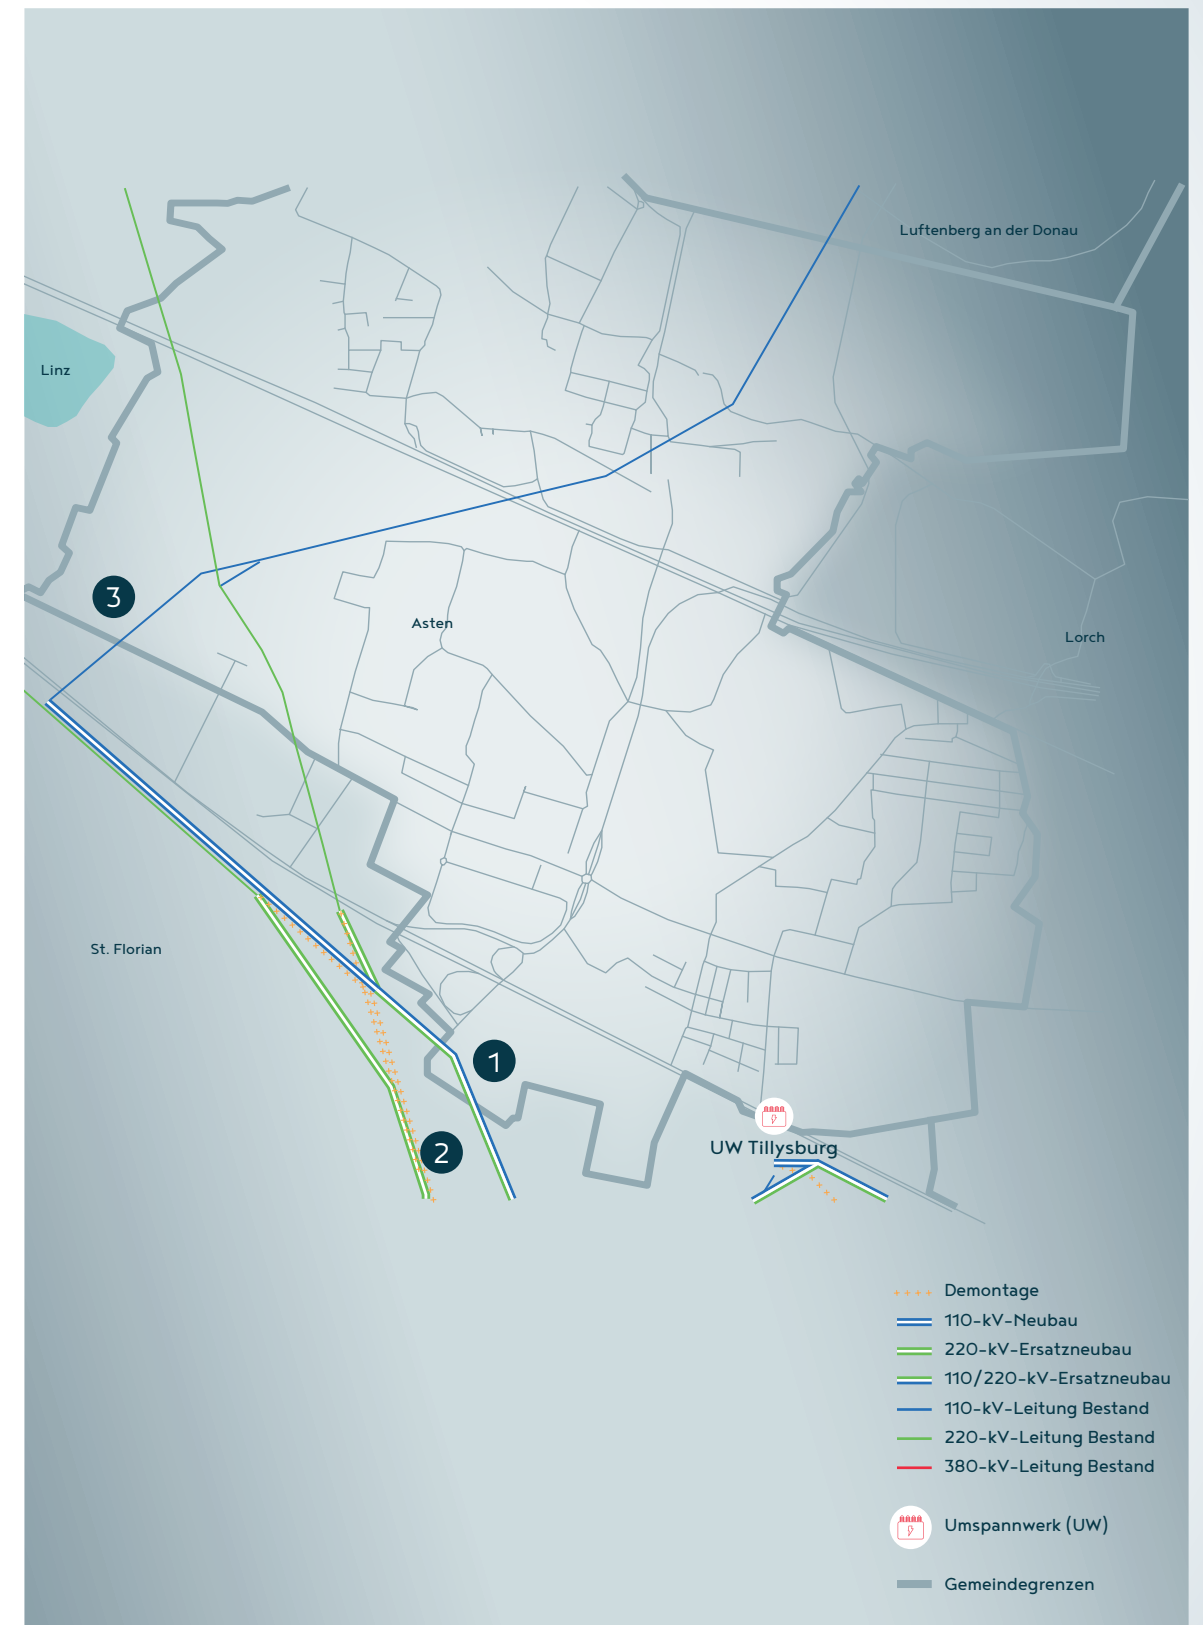 Luftenberg an der Donau
Linz
3
Asten
Lorch
St. Florian
1
2
UW Tillysburg
Demontage
110-kV-Neubau
220-kV-Ersatzneubau
110/220-kV-Ersatzneubau
110-kV-Leitung Bestand
220-kV-Leitung Bestand
380-kV-Leitung Bestand
Umspannwerk (UW)
Gemeindegrenzen